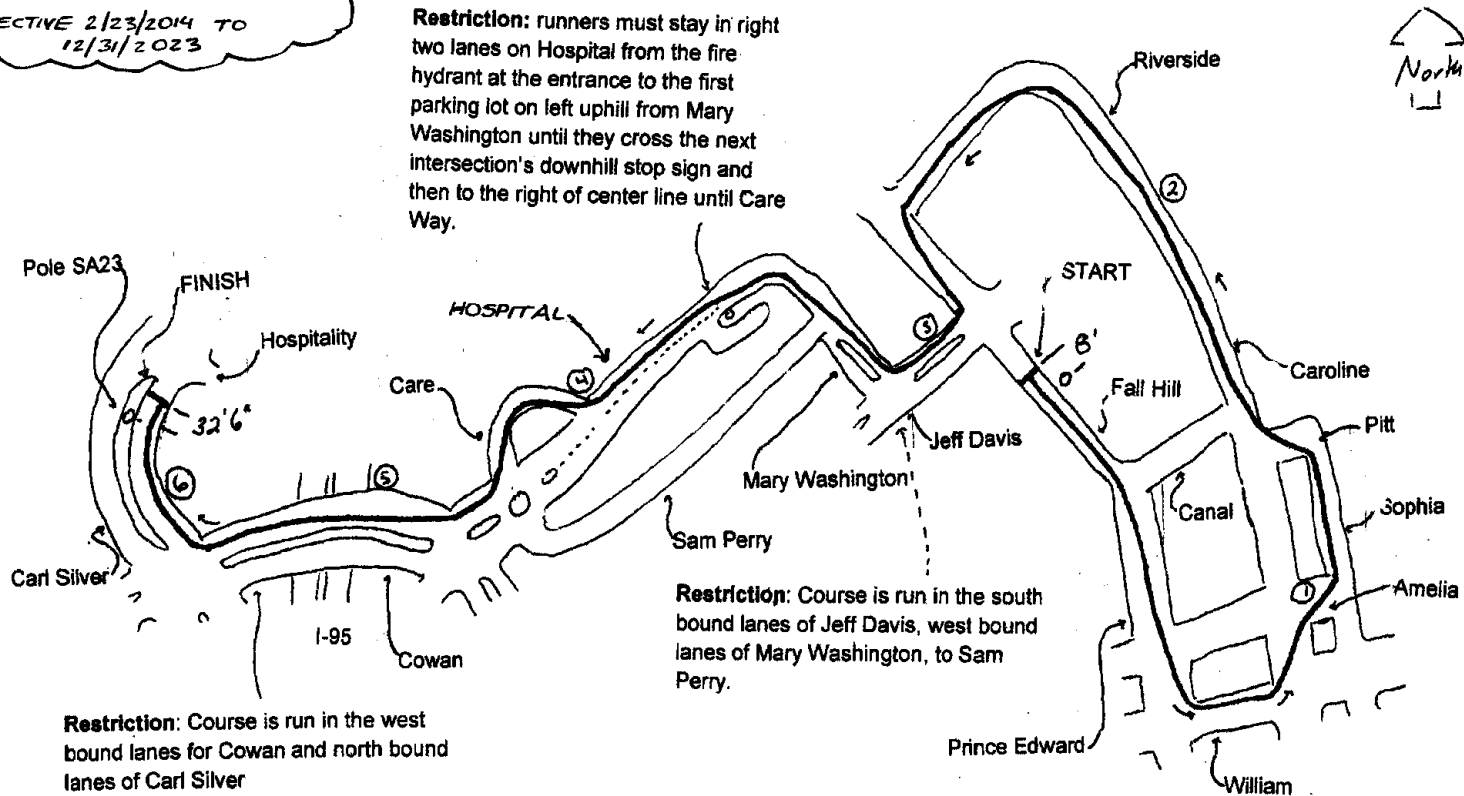 ECTIVE 2/23/2014 TO
12/31/2023
Restriction: runners must stay in right
two lanes on Hospital from the fire
hydrant at the entrance to the first
parking lot on left uphill from Mary
Washington until they cross the next
intersection's downhill stop sign and
then to the right of center line until Care
Way.
North
Riverside
2
Pole SA23
FINISH
START
HOSPITAL
Hospitality
3
8'
0'
Caroline
Care
4
Fall Hill
32'6"
Pitt
Jeff Davis
6
5
Mary Washington
Canal
Sophia
Sam Perry
Carl Silver
1
Amelia
I-95
Cowan
Restriction: Course is run in the south
bound lanes of Jeff Davis, west bound
lanes of Mary Washington, to Sam
Perry.
Restriction: Course is run in the west
bound lanes for Cowan and north bound
lanes of Carl Silver
Prince Edward
William